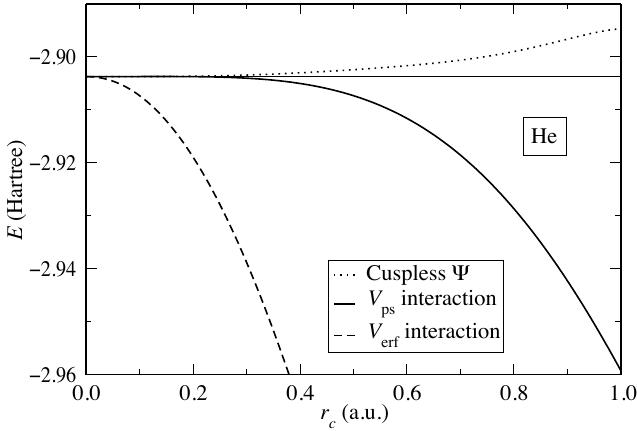 −2.90
−2.92
−2.94
−2.96
E (Hartree)
He
Cuspless Ψ
V_ps interaction
V_erf interaction
0.0 0.2 0.4 0.6 0.8 1.0
r_c (a.u.)